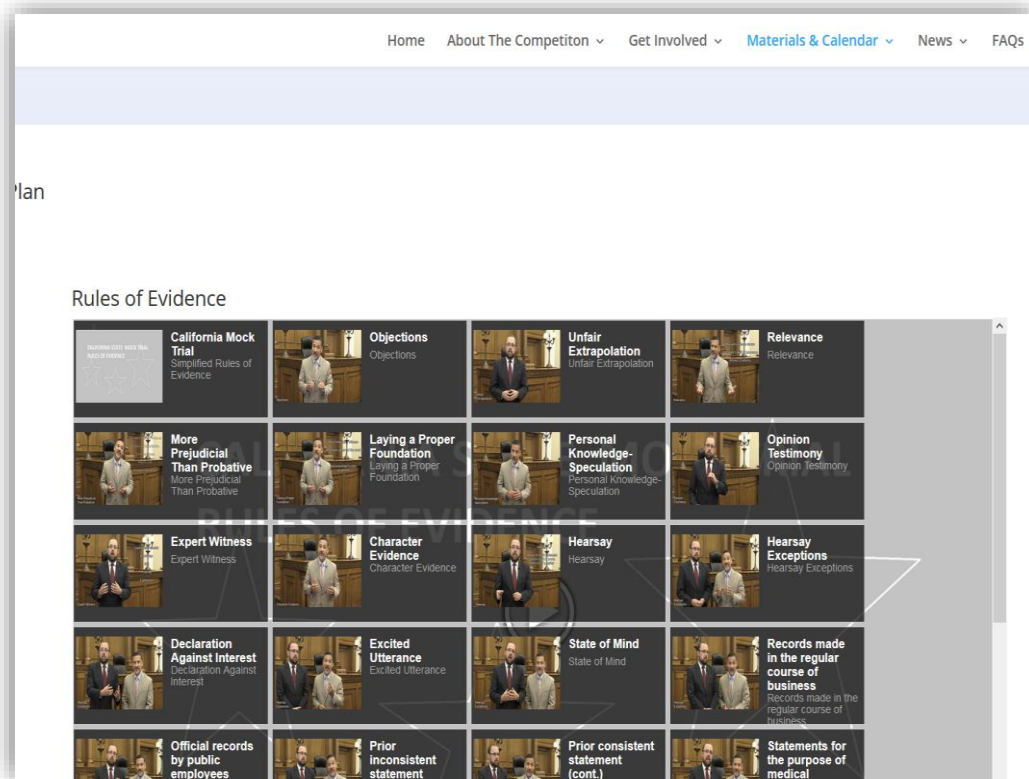 Home About The Competiton Get Involved Materials & Calendar News FAQs
Plan
Rules of Evidence
California Mock
Trial
Simplified Rules of
Evidence
Objections
Objections
Unfair
Extrapolation
Unfair Extrapolation
Relevance
Relevance
More
Prejudicial
Than Probative
More Prejudicial
Than Probative
Laying a Proper
Foundation
Laying a Proper
Foundation
Personal
Knowledge-
Speculation
Personal Knowledge-
Speculation
Opinion
Testimony
Opinion Testimony
RULES OF EVIDENCE
Expert Witness
Expert Witness
Character
Evidence
Character Evidence
Hearsay
Hearsay
Hearsay
Exceptions
Hearsay Exceptions
Declaration
Against Interest
Declaration Against
Interest
Excited
Utterance
Excited Utterance
State of Mind
State of Mind
Records made
in the regular
course of
business
Records made in the
regular course of
business
Official records
by public
employees
Prior
inconsistent
statement
Prior consistent
statement
(cont.)
Statements for
the purpose of
medical